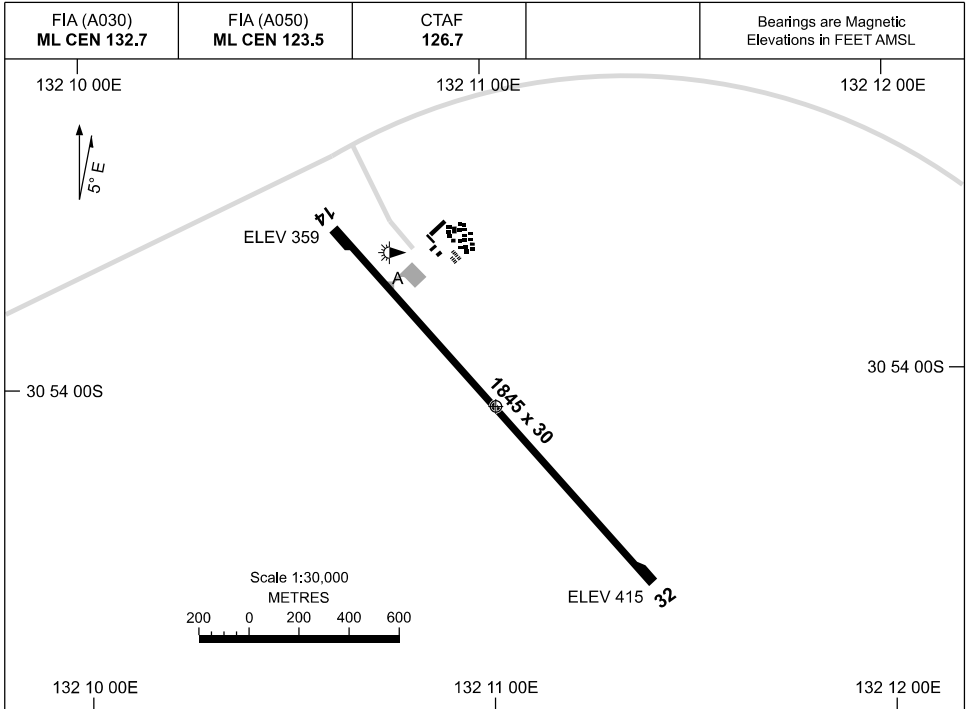 FIA (A030)
ML CEN 132.7
FIA (A050)
ML CEN 123.5
CTAF
126.7
Bearings are Magnetic
Elevations in FEET AMSL
132 10 00E
132 11 00E
132 12 00E
5° E
14
ELEV 359
A
30 54 00S
30 54 00S
1845 x 30
Scale 1:30,000
METRES
200 0 200 400 600
ELEV 415
32
132 10 00E
132 11 00E
132 12 00E